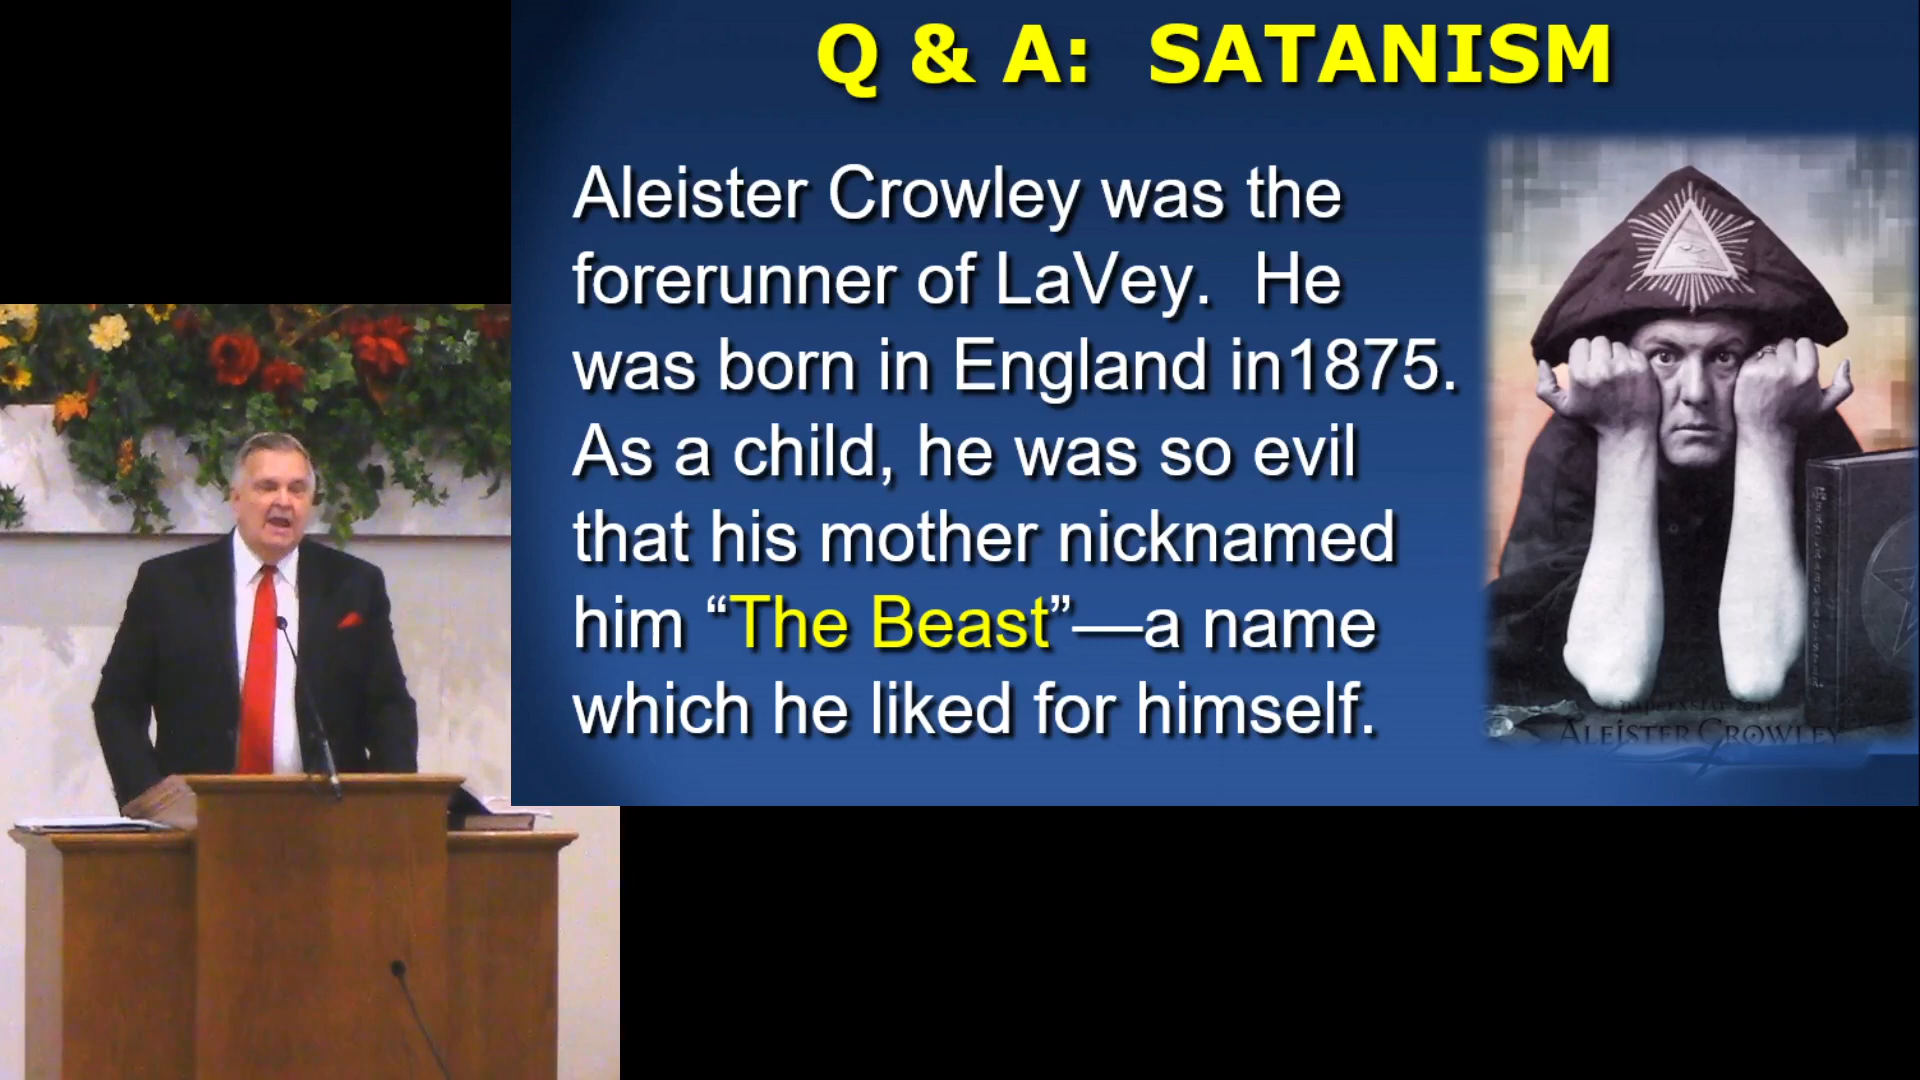 Q & A:  SATANISM
Aleister Crowley was the
forerunner of LaVey.  He
was born in England in1875.
As a child, he was so evil
that his mother nicknamed
him “The Beast”—a name
which he liked for himself.
ALEISTER CROWLEY